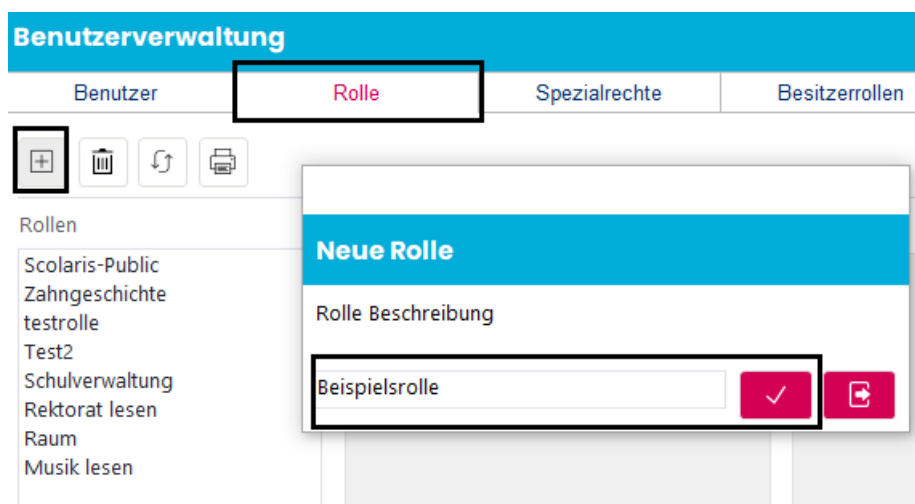 Benutzerverwaltung
Benutzer Rolle Spezialrechte Besitzerrollen
Rollen
Scolaris-Public
Zahngeschichte
testrolle
Test2
Schulverwaltung
Rektorat lesen
Raum
Musik lesen
Neue Rolle
Rolle Beschreibung
Beispielsrolle